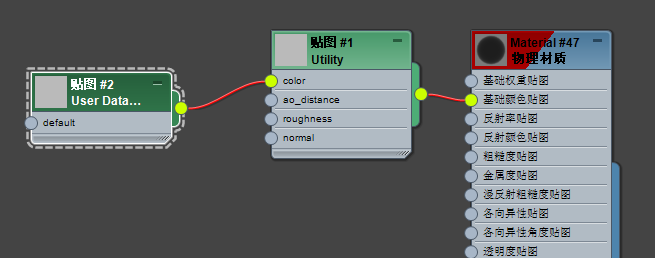 贴图 #2
User Data...
default
贴图 #1
Utility
color
ao_distance
roughness
normal
Material #47
物理材质
基础权重贴图
基础颜色贴图
反射率贴图
反射颜色贴图
粗糙度贴图
金属度贴图
漫反射粗糙度贴图
各向异性贴图
各向异性角度贴图
透明度贴图